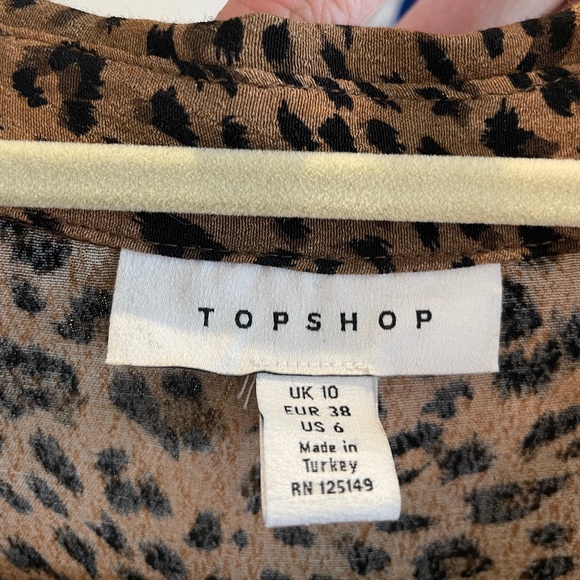 TOPSHOP
UK 10
EUR 38
US 6
Made in
Turkey
RN 125149